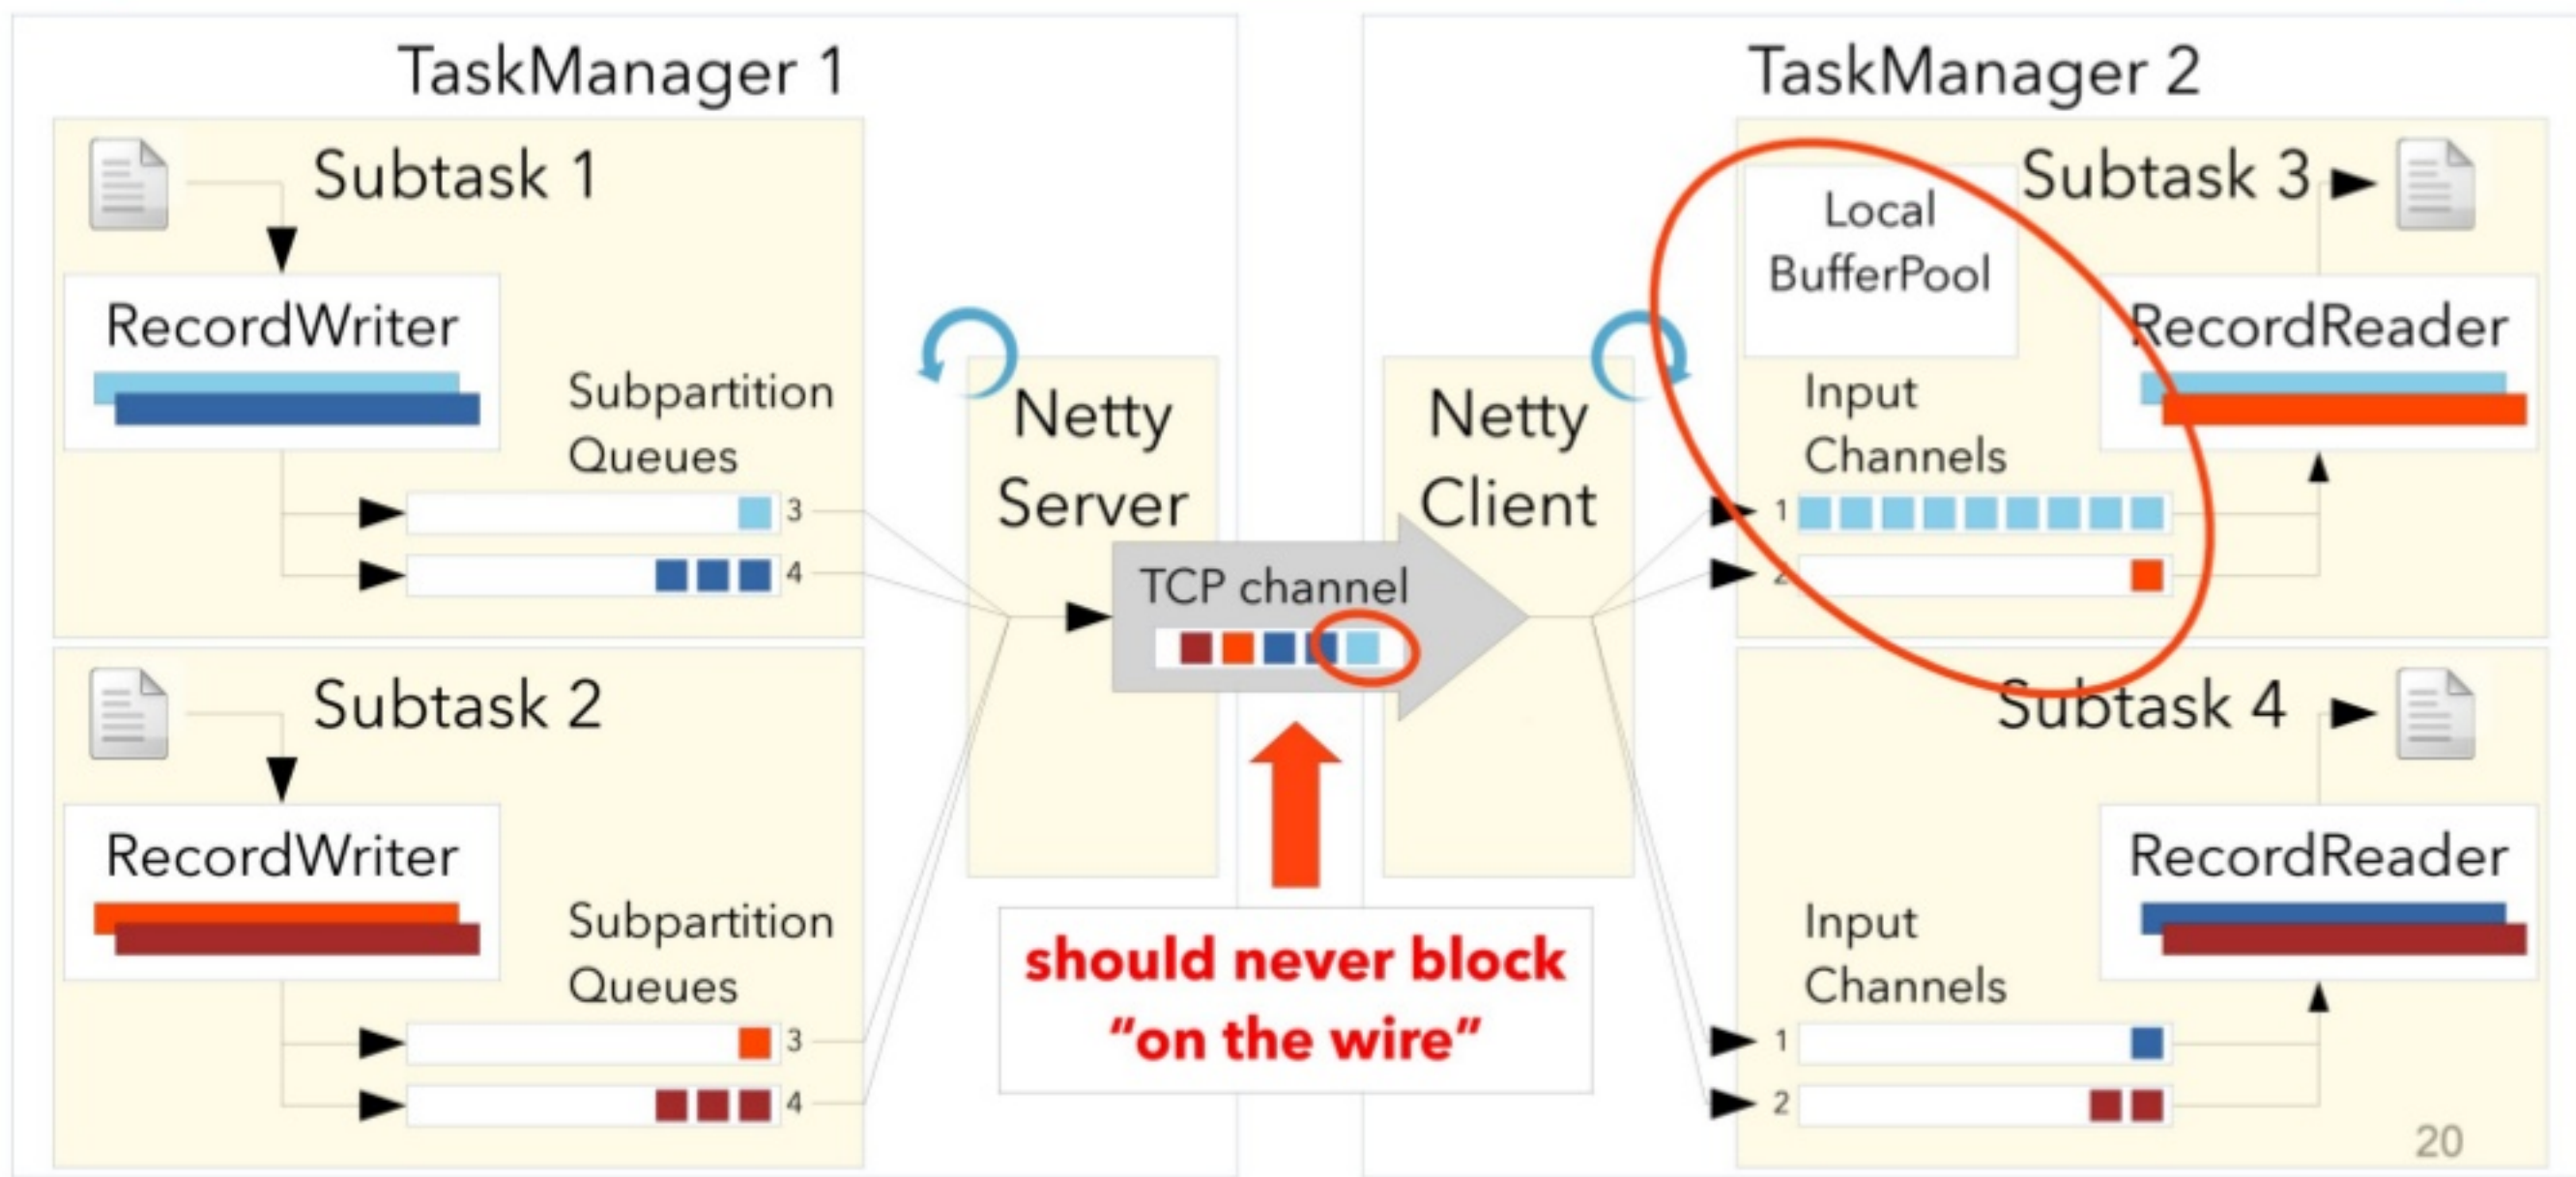 TaskManager 1
Subtask 1
RecordWriter
Subpartition
Queues
3
4
Subtask 2
RecordWriter
Subpartition
Queues
3
4
Netty
Server
TCP channel
should never block
“on the wire”
Netty
Client
TaskManager 2
Local
BufferPool
Subtask 3
RecordReader
Input
Channels
1
2
Subtask 4
RecordReader
Input
Channels
1
2
20